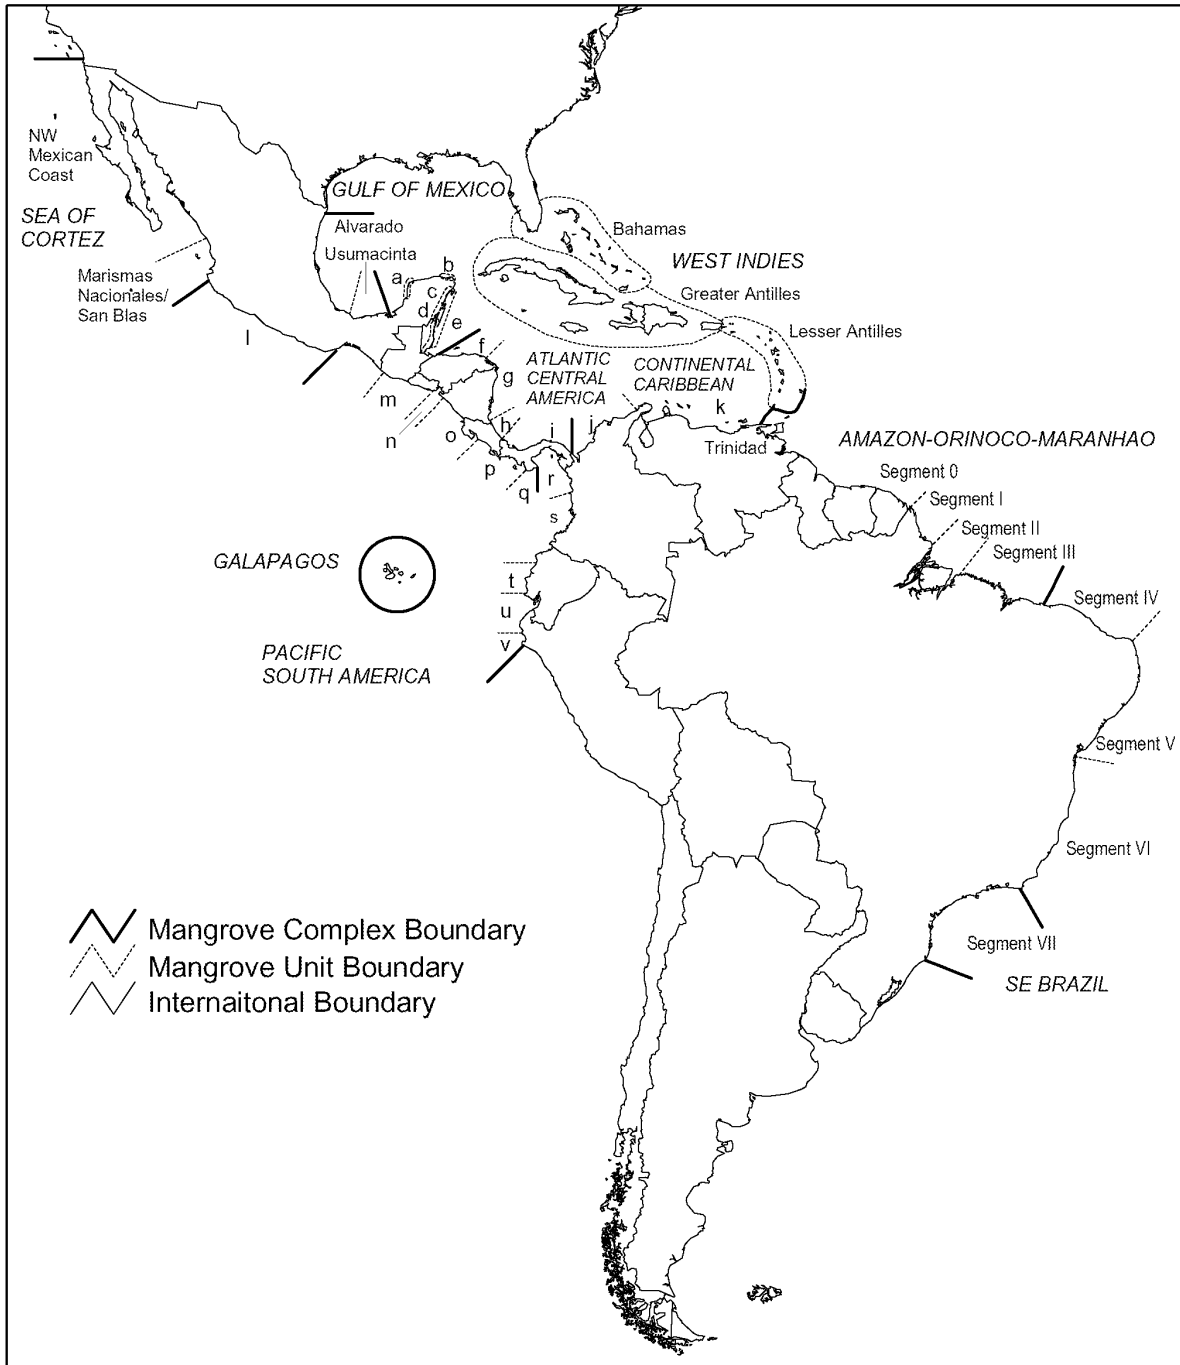 NW
Mexican
Coast
GULF OF MEXICO
SEA OF
CORTEZ
Alvarado
Usumacinta
Bahamas
WEST INDIES
Marismas
Nacionales/
San Blas
a
b
c
d
e
Greater Antilles
Lesser Antilles
l
f
ATLANTIC
CENTRAL
AMERICA
CONTINENTAL
CARIBBEAN
g
m
k
n
o
h
i
j
Trinidad
AMAZON-ORINOCO-MARANHAO
p
q
r
s
Segment 0
Segment I
Segment II
Segment III
Segment IV
GALAPAGOS
t
u
v
PACIFIC
SOUTH AMERICA
Segment V
Segment VI
Segment VII
SE BRAZIL
Mangrove Complex Boundary
Mangrove Unit Boundary
Internaitonal Boundary